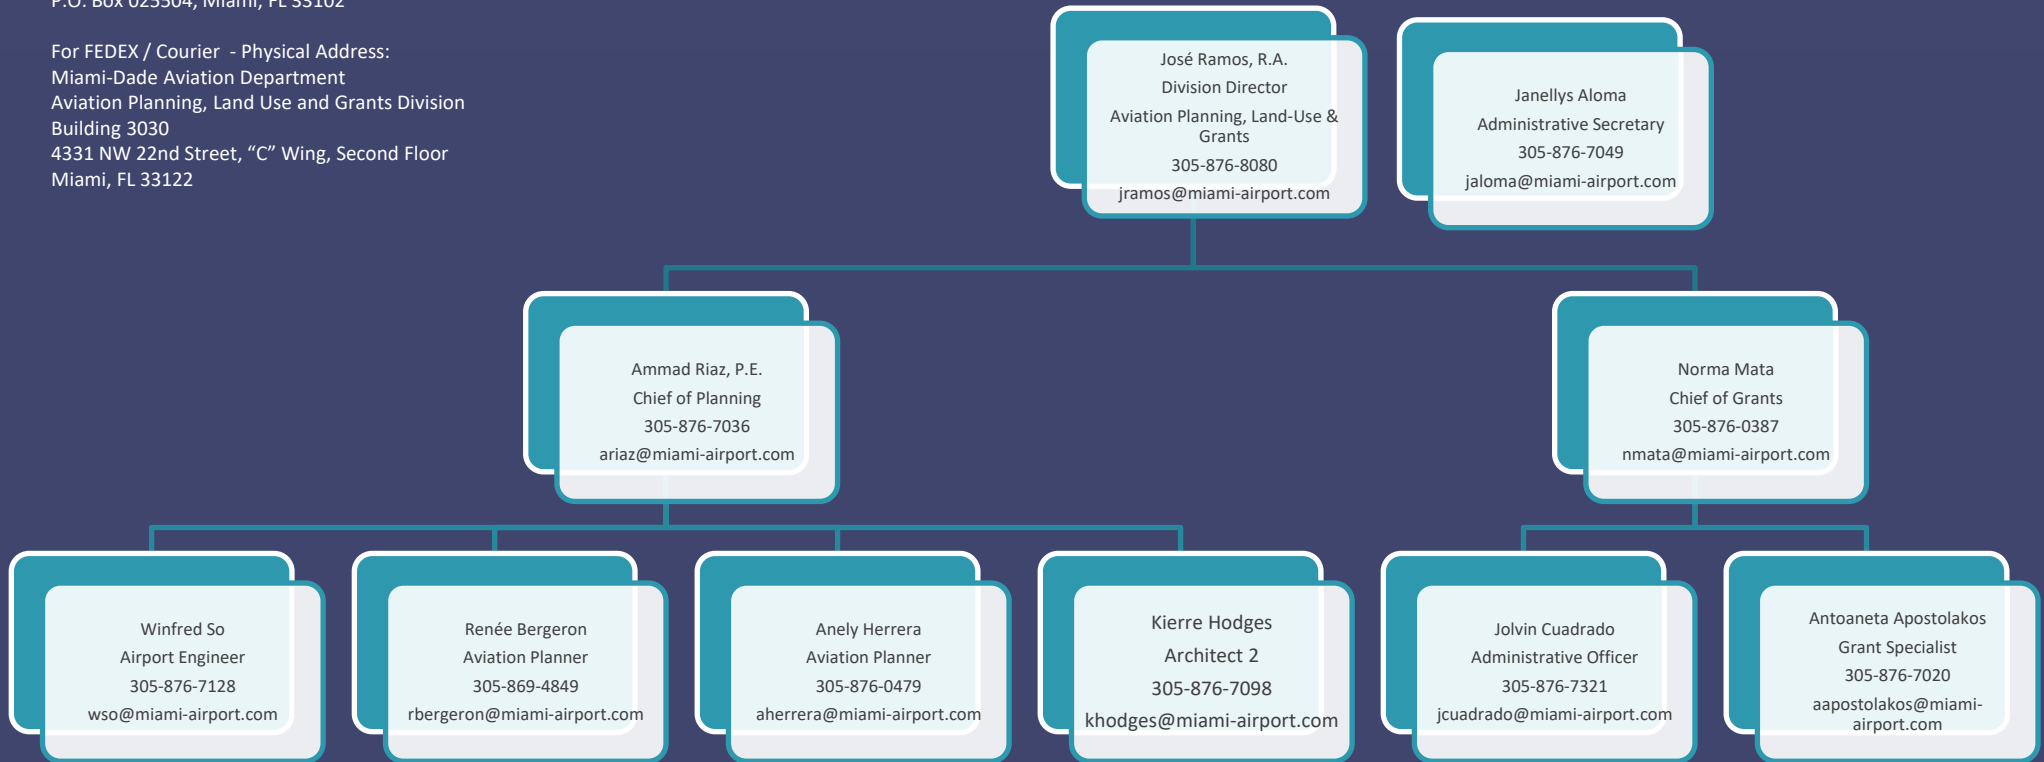 P.O. Box 025504, Miami, FL 33102
For FEDEX / Courier - Physical Address:
Miami-Dade Aviation Department
Aviation Planning, Land Use and Grants Division
Building 3030
4331 NW 22nd Street, “C” Wing, Second Floor
Miami, FL 33122
José Ramos, R.A.
Division Director
Aviation Planning, Land-Use &
Grants
305-876-8080
jramos@miami-airport.com
Janellys Aloma
Administrative Secretary
305-876-7049
jaloma@miami-airport.com
Ammad Riaz, P.E.
Chief of Planning
305-876-7036
ariaz@miami-airport.com
Norma Mata
Chief of Grants
305-876-0387
nmata@miami-airport.com
Winfred So
Airport Engineer
305-876-7128
wso@miami-airport.com
Renée Bergeron
Aviation Planner
305-869-4849
rbergeron@miami-airport.com
Anely Herrera
Aviation Planner
305-876-0479
aherrera@miami-airport.com
Kierre Hodges
Architect 2
305-876-7098
khodges@miami-airport.com
Jolvin Cuadrado
Administrative Officer
305-876-7321
jcuadrado@miami-airport.com
Antoaneta Apostolakos
Grant Specialist
305-876-7020
aapostolakos@miami-
airport.com